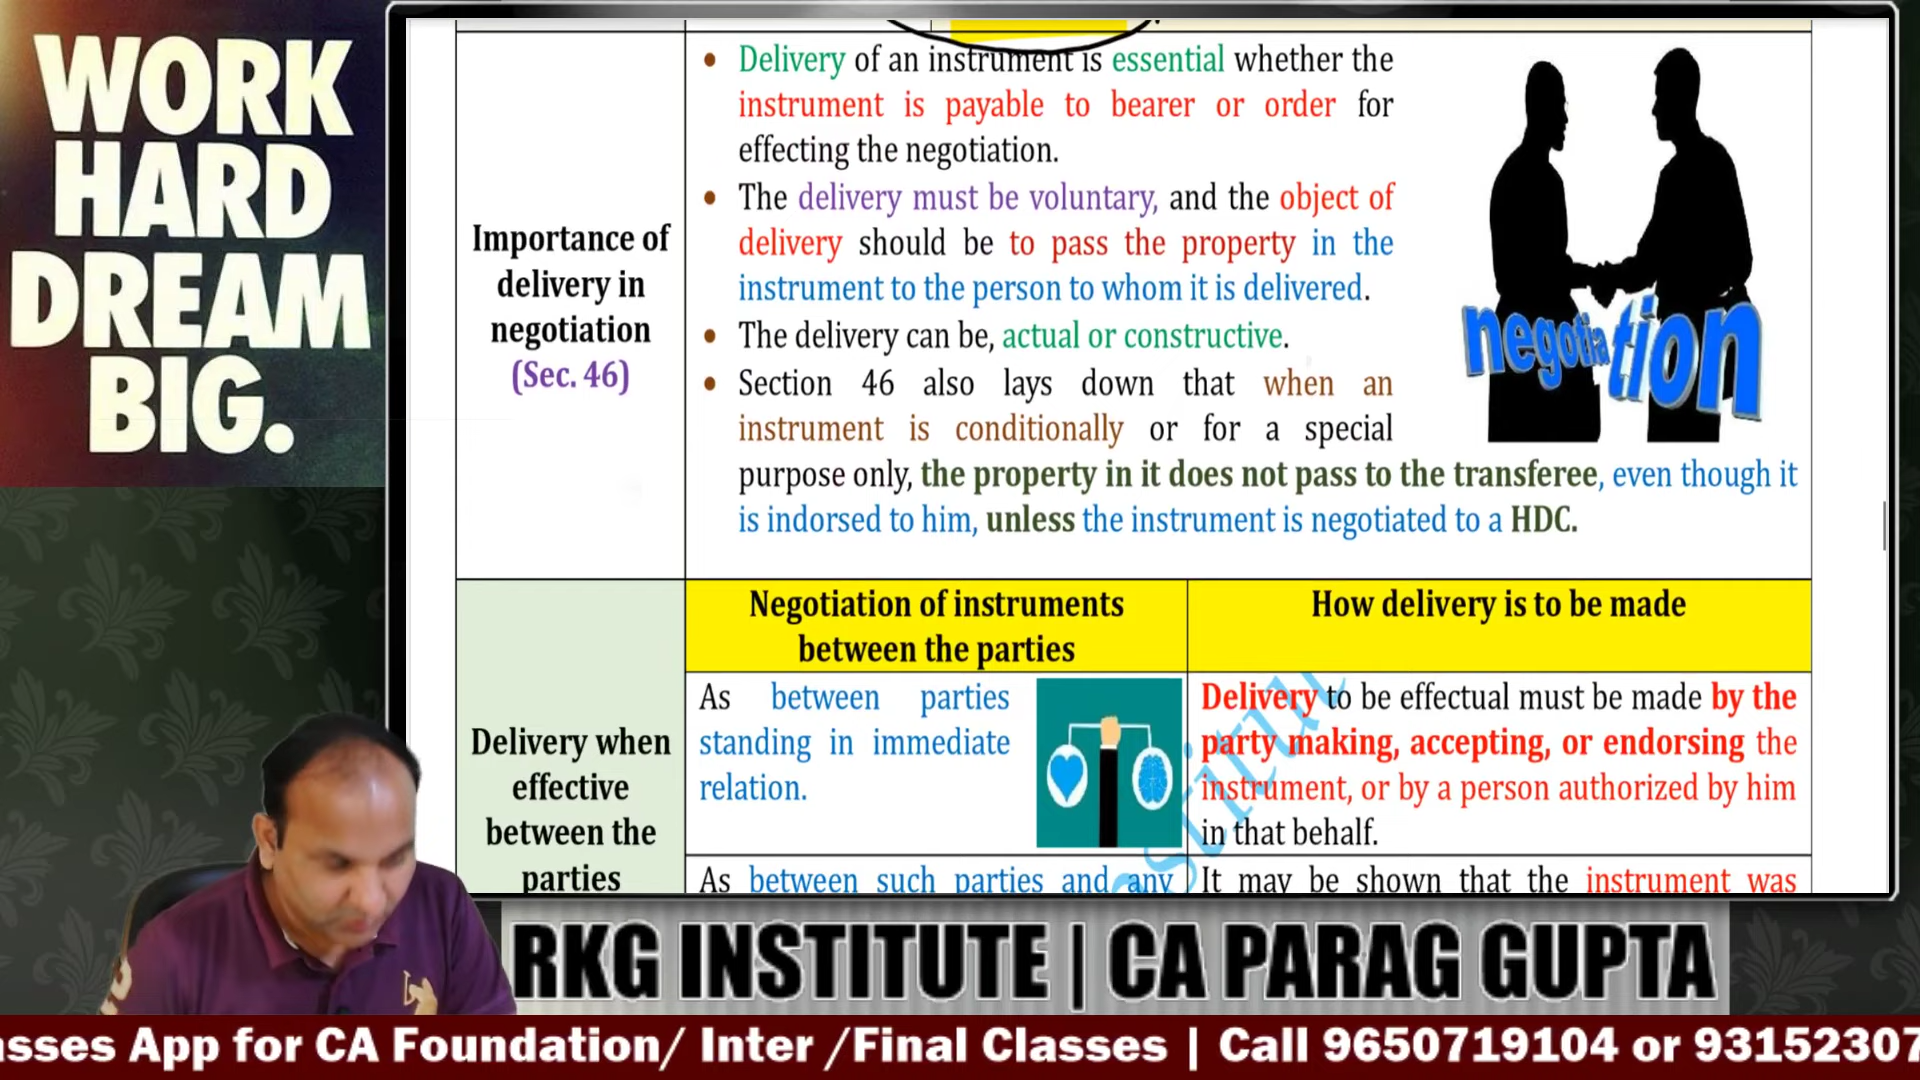 WORK
HARD
DREAM
BIG.
Importance of
delivery in
negotiation
(Sec. 46)
• Delivery of an instrument is essential whether the
instrument is payable to bearer or order for
effecting the negotiation.
• The delivery must be voluntary, and the object of
delivery should be to pass the property in the
instrument to the person to whom it is delivered.
• The delivery can be, actual or constructive.
• Section 46 also lays down that when an
instrument is conditionally or for a special
purpose only, the property in it does not pass to the transferee, even though it
is indorsed to him, unless the instrument is negotiated to a HDC.
negotiation
Delivery when
effective
between the
parties
Negotiation of instruments
between the parties
How delivery is to be made
As between parties
standing in immediate
relation.
Delivery to be effectual must be made by the
party making, accepting, or endorsing the
instrument, or by a person authorized by him
in that behalf.
As between such parties and any
It may be shown that the instrument was
RKG INSTITUTE | CA PARAG GUPTA
asses App for CA Foundation/ Inter /Final Classes | Call 9650719104 or 93152307